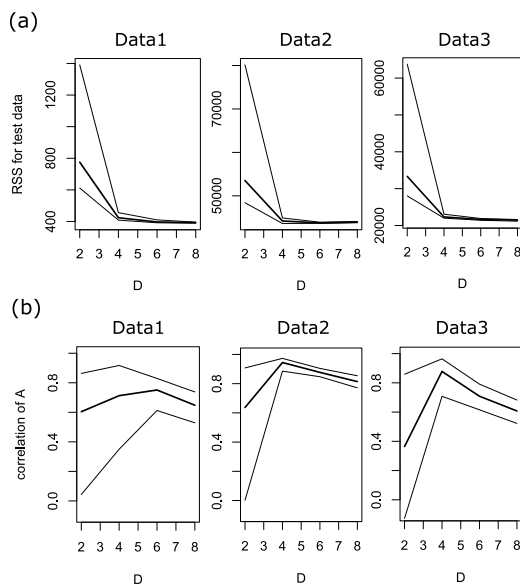 (a)
Data1 Data2 Data3
RSS for test data
400 800 1200
50000 70000
20000 40000 60000
2 3 4 5 6 7 8 2 3 4 5 6 7 8 2 3 4 5 6 7 8
D D D
(b)
Data1 Data2 Data3
correlation of A
0.0 0.4 0.8
0.0 0.4 0.8
0.0 0.4 0.8
2 3 4 5 6 7 8 2 3 4 5 6 7 8 2 3 4 5 6 7 8
D D D